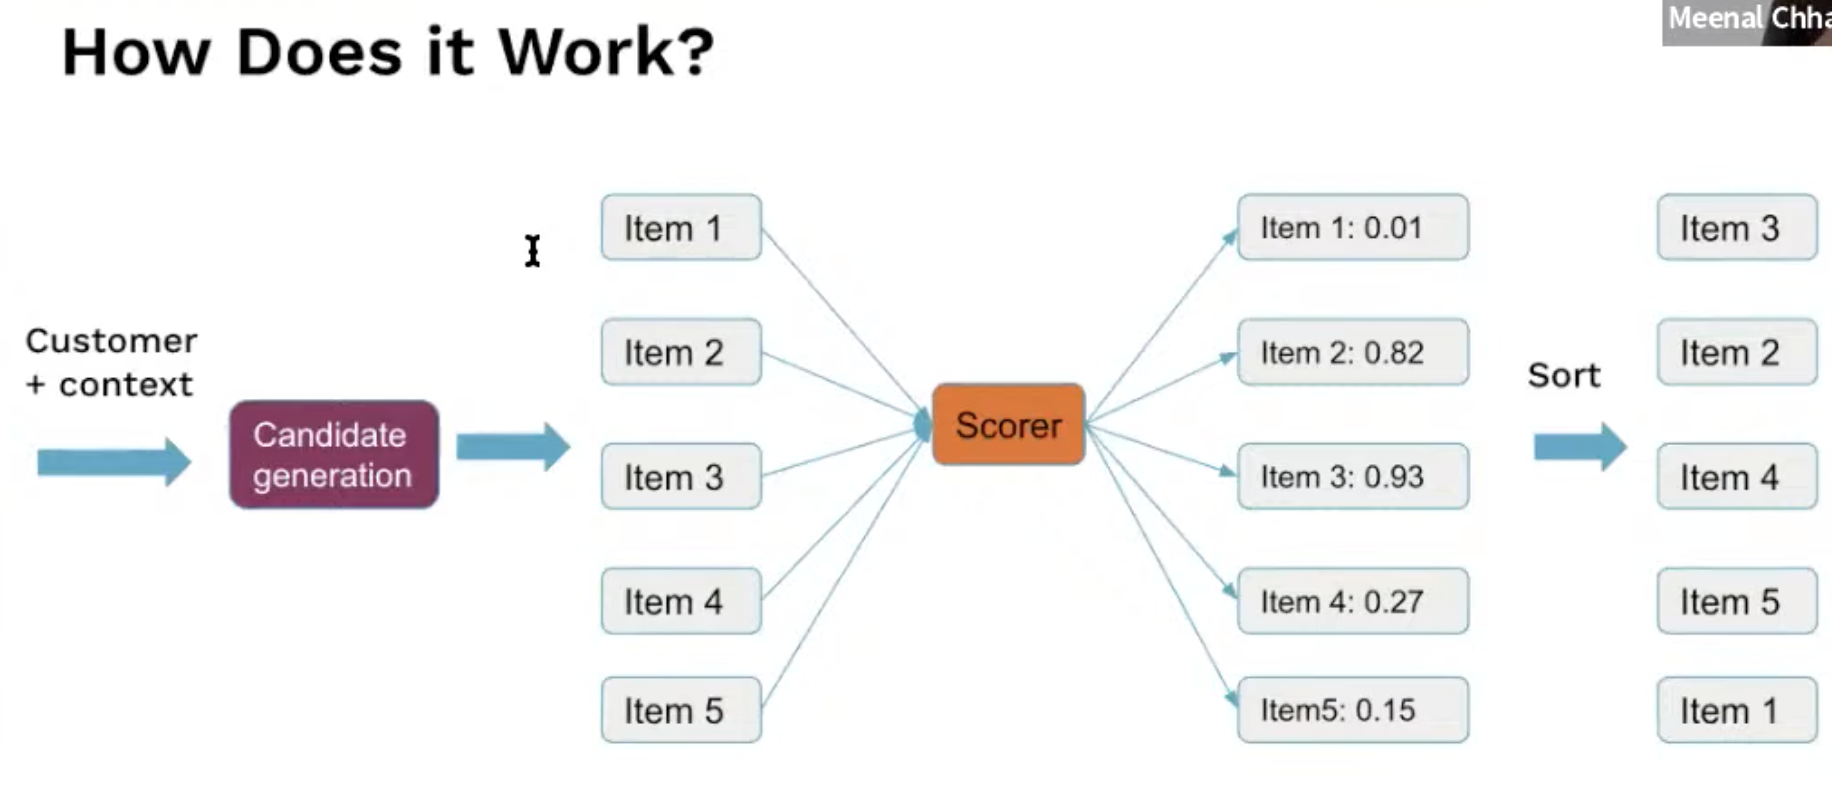 How Does it Work?
Meenal Chha
Customer
+ context
Candidate
generation
Item 1
Item 2
Item 3
Item 4
Item 5
Scorer
Item 1: 0.01
Item 2: 0.82
Item 3: 0.93
Item 4: 0.27
Item5: 0.15
Sort
Item 3
Item 2
Item 4
Item 5
Item 1